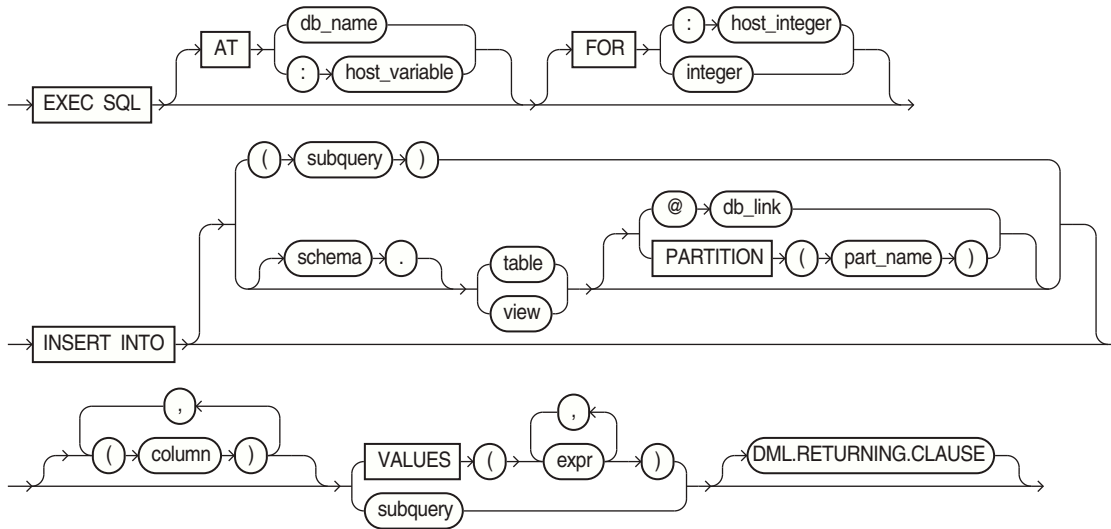 db_name : host_integer
AT FOR
: host_variable integer
EXEC SQL
( subquery )
@ db_link
schema . table PARTITION ( part_name )
view
INSERT INTO
, ,
( column ) VALUES ( expr ) DML.RETURNING.CLAUSE
subquery